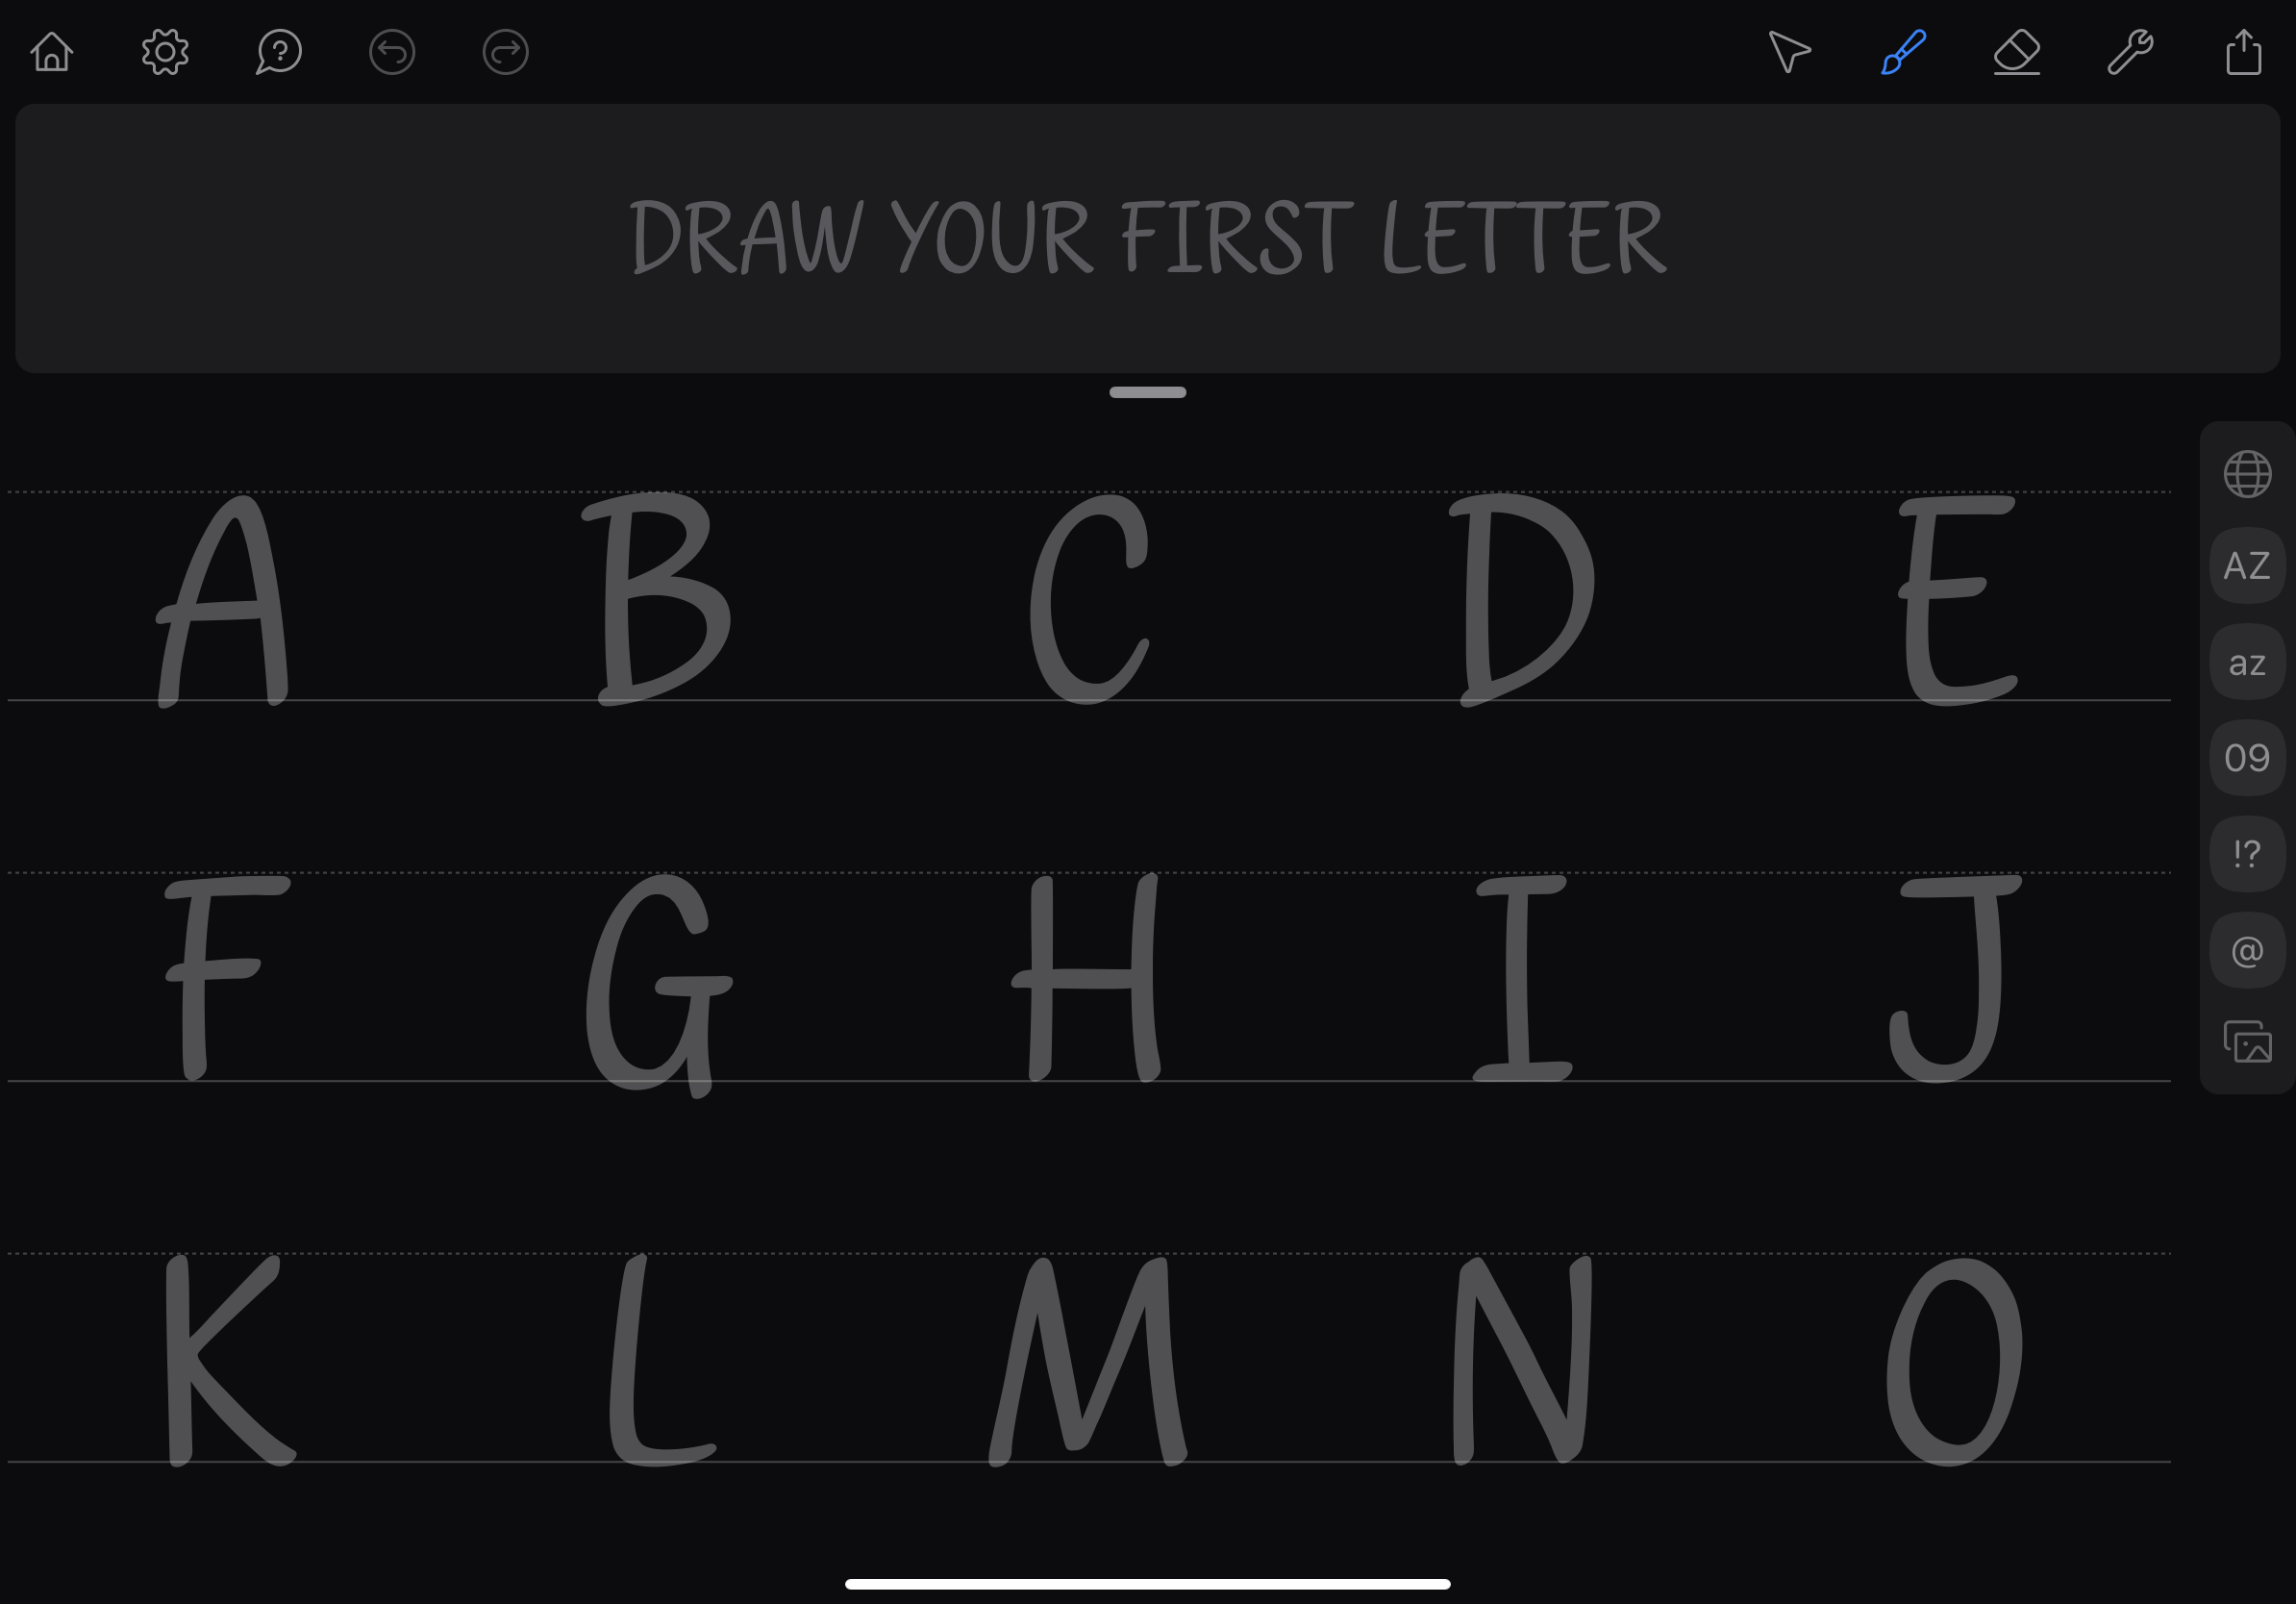 DRAW YOUR FIRST LETTER
A B C D E
AZ
az
09
F G H I J
!?
@
K L M N O